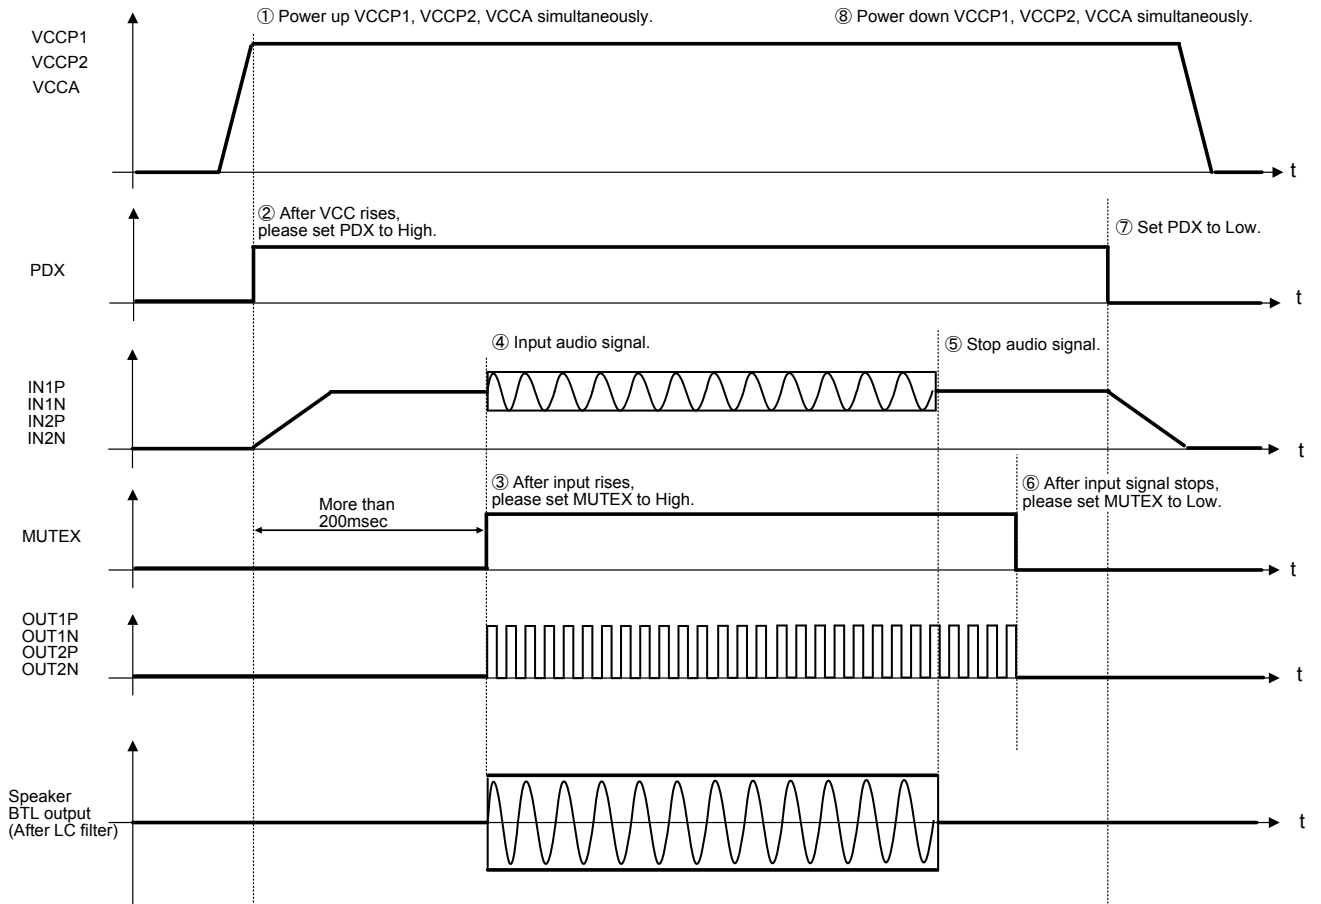 ① Power up VCCP1, VCCP2, VCCA simultaneously.
⑧ Power down VCCP1, VCCP2, VCCA simultaneously.
VCCP1
VCCP2
VCCA
t
② After VCC rises,
please set PDX to High.
⑦ Set PDX to Low.
PDX
t
④ Input audio signal.
⑤ Stop audio signal.
IN1P
IN1N
IN2P
IN2N
t
③ After input rises,
please set MUTEX to High.
⑥ After input signal stops,
please set MUTEX to Low.
More than
200msec
MUTEX
t
OUT1P
OUT1N
OUT2P
OUT2N
t
Speaker
BTL output
(After LC filter)
t